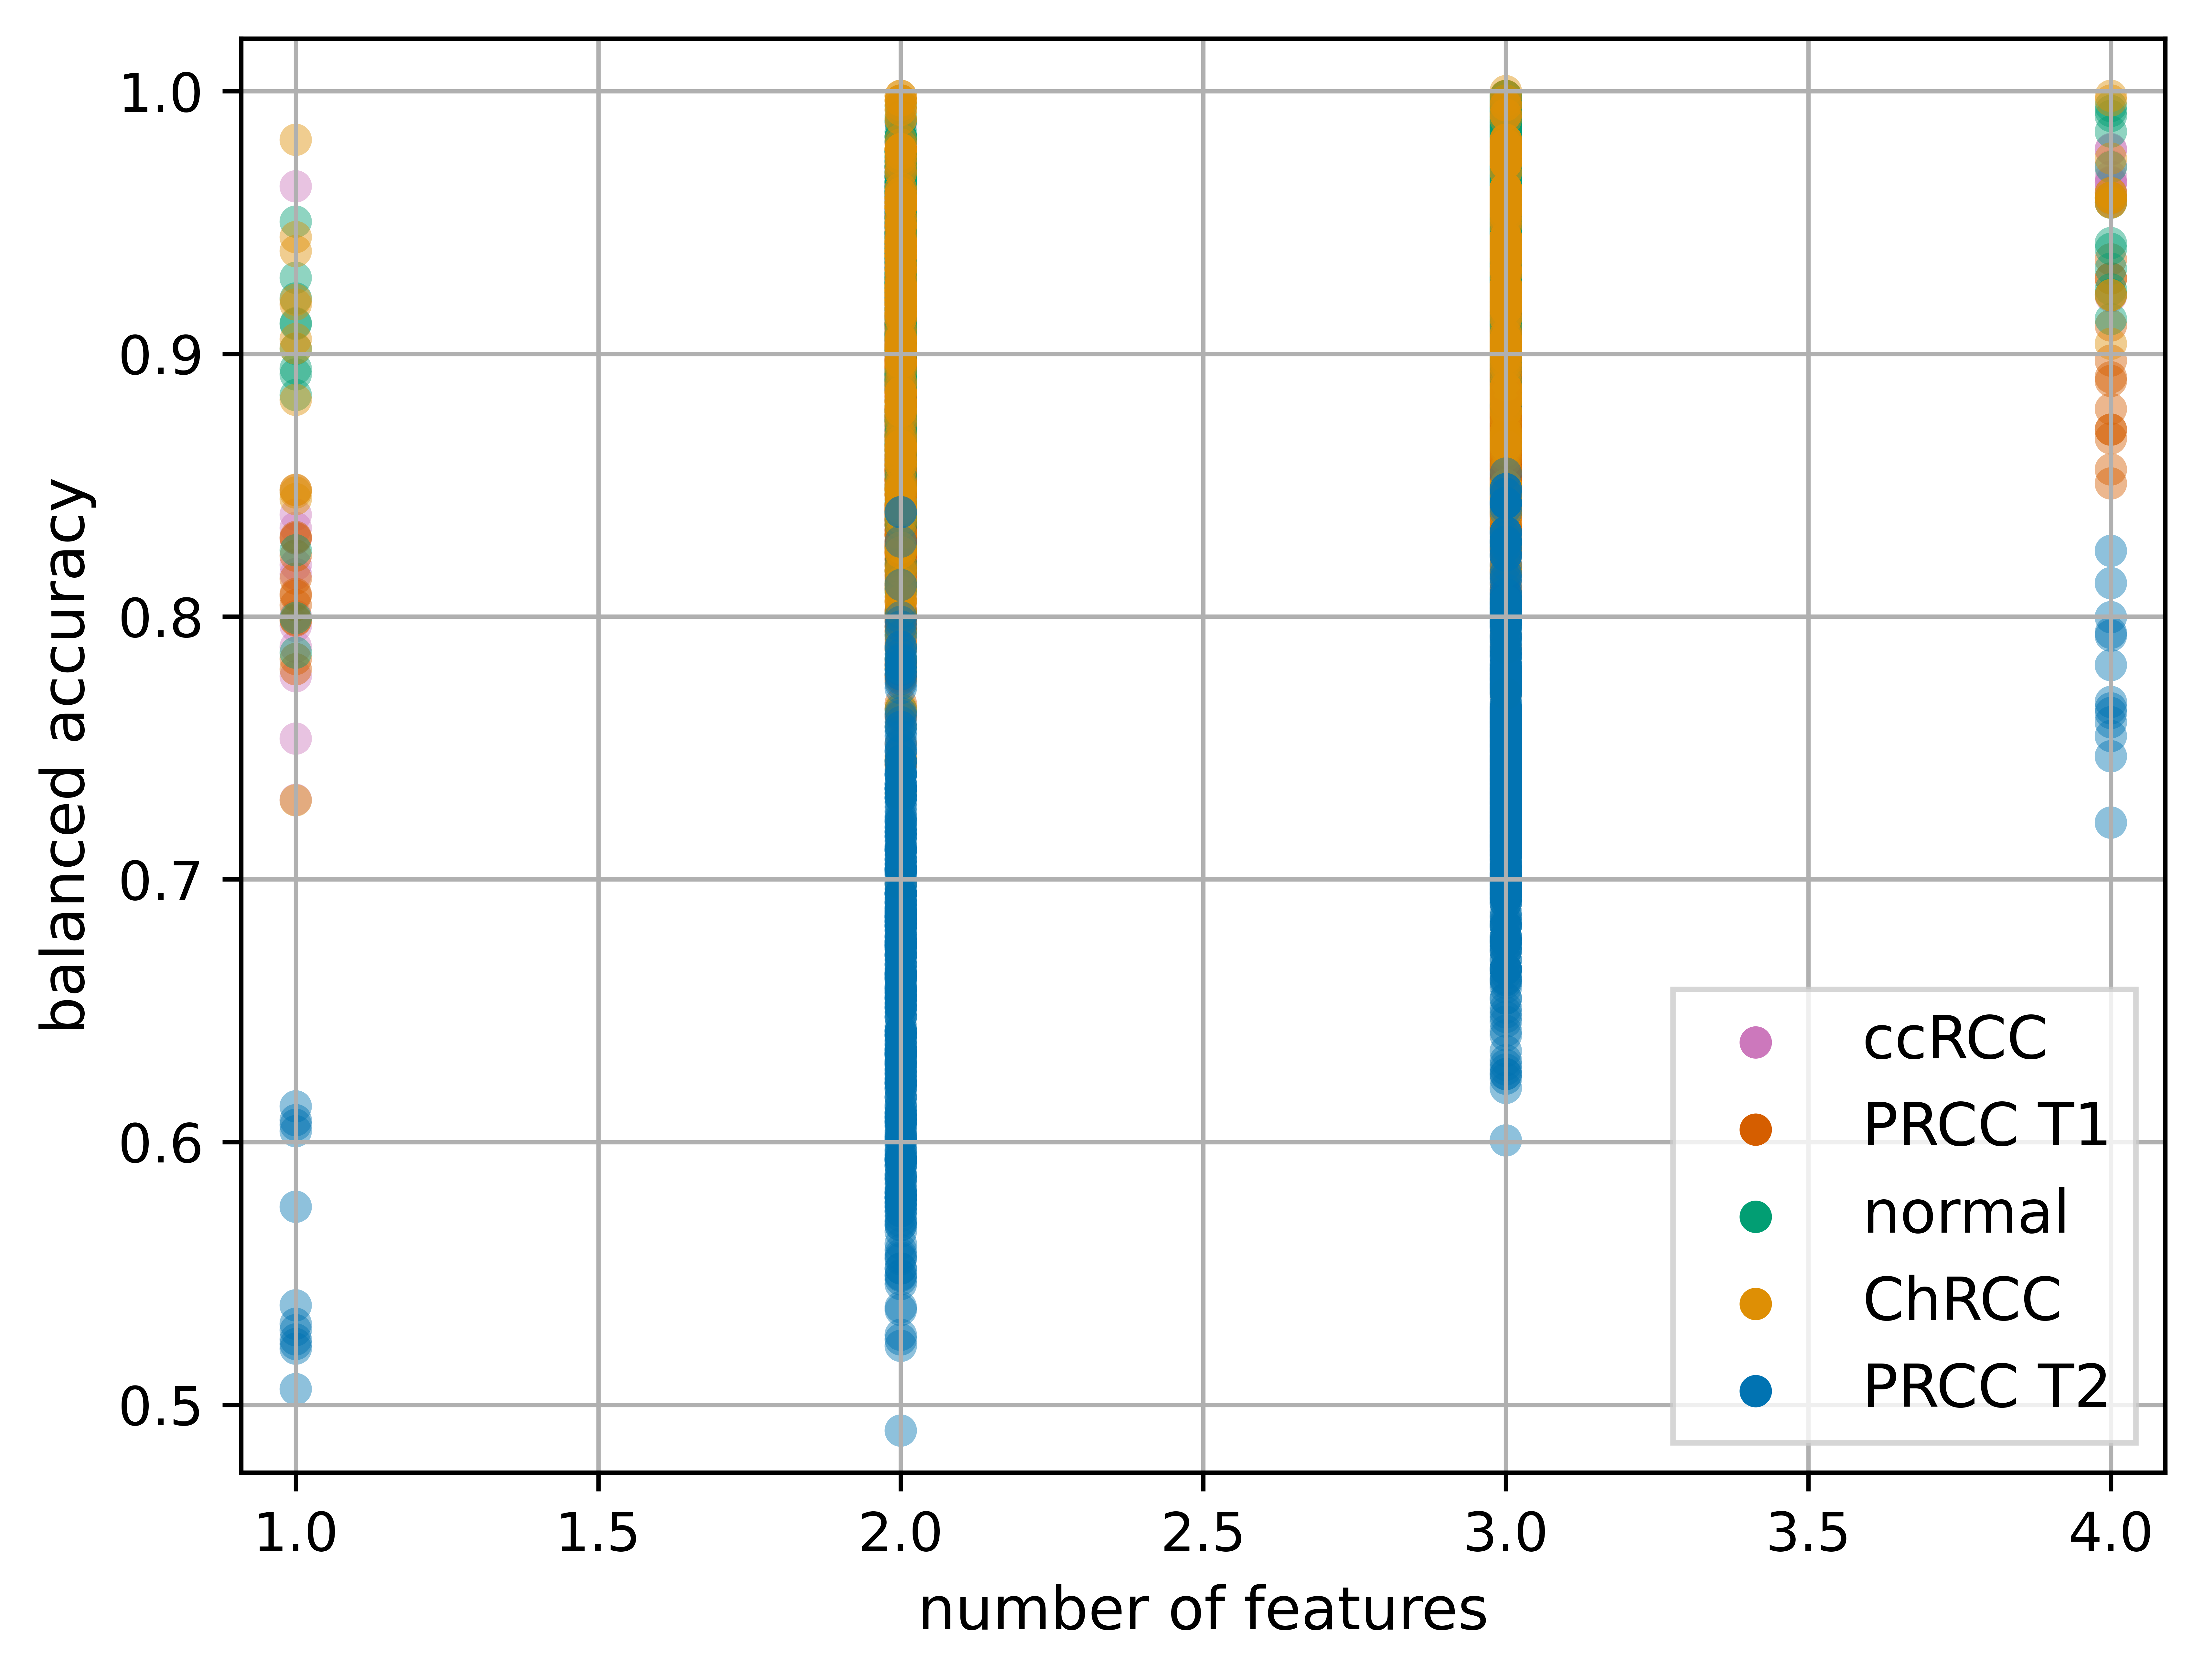 balanced accuracy
1.0
0.9
0.8
0.7
0.6
0.5
ccRCC
PRCC T1
normal
ChRCC
PRCC T2
1.0 1.5 2.0 2.5 3.0 3.5 4.0
number of features